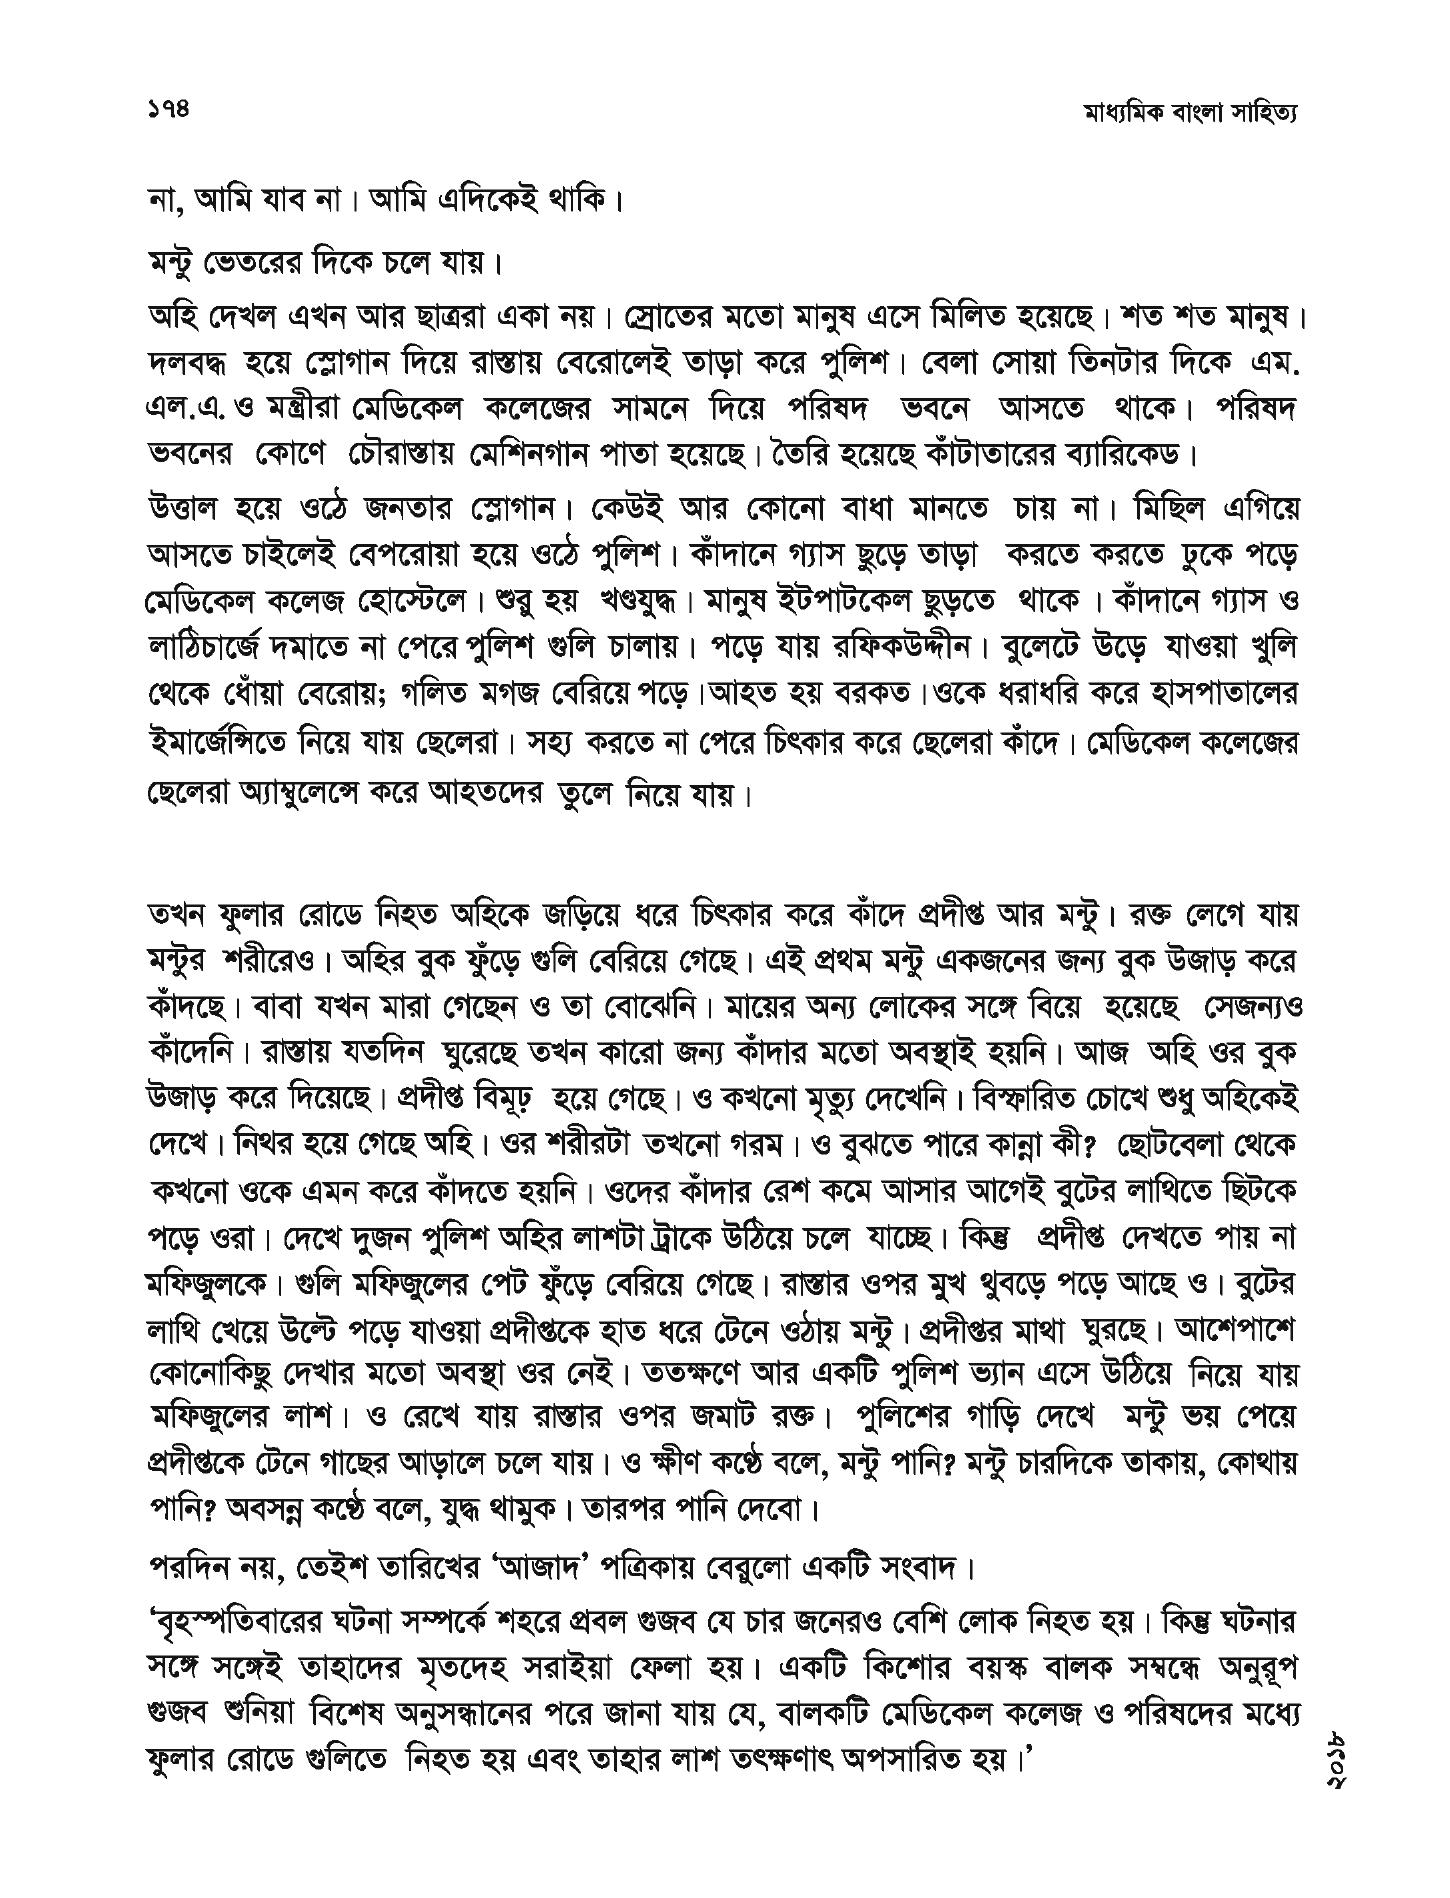 ১৭৪
মাধ্যমিক বাংলা সাহিত্য
না, আমি যাব না। আমি এদিকেই থাকি।
মন্টু ভেতরের দিকে চলে যায়।
অহি দেখল এখন আর ছাত্ররা একা নয়। স্রোতের মতো মানুষ এসে মিলিত হয়েছে। শত শত মানুষ।
দলবদ্ধ হয়ে স্লোগান দিয়ে রাস্তায় বেরোলেই তাড়া করে পুলিশ। বেলা সোয়া তিনটার দিকে এম.
এল.এ. ও মন্ত্রীরা মেডিকেল কলেজের সামনে দিয়ে পরিষদ ভবনে আসতে থাকে। পরিষদ
ভবনের কোণে চৌরাস্তায় মেশিনগান পাতা হয়েছে। তৈরি হয়েছে কাঁটাতারের ব্যারিকেড।
উত্তাল হয়ে ওঠে জনতার স্লোগান। কেউই আর কোনো বাধা মানতে চায় না। মিছিল এগিয়ে
আসতে চাইলেই বেপরোয়া হয়ে ওঠে পুলিশ। কাঁদানে গ্যাস ছুড়ে তাড়া করতে করতে ঢুকে পড়ে
মেডিকেল কলেজ হোস্টেলে। শুরু হয় খণ্ডযুদ্ধ। মানুষ ইটপাটকেল ছুড়তে থাকে । কাঁদানে গ্যাস ও
লাঠিচার্জে দমাতে না পেরে পুলিশ গুলি চালায়। পড়ে যায় রফিকউদ্দীন। বুলেটে উড়ে যাওয়া খুলি
থেকে ধোঁয়া বেরোয়; গলিত মগজ বেরিয়ে পড়ে।আহত হয় বরকত।ওকে ধরাধরি করে হাসপাতালের
ইমার্জেন্সিতে নিয়ে যায় ছেলেরা। সহ্য করতে না পেরে চিৎকার করে ছেলেরা কাঁদে। মেডিকেল কলেজের
ছেলেরা অ্যাম্বুলেন্সে করে আহতদের তুলে নিয়ে যায়।
তখন ফুলার রোডে নিহত অহিকে জড়িয়ে ধরে চিৎকার করে কাঁদে প্রদীপ্ত আর মন্টু। রক্ত লেগে যায়
মন্টুর শরীরেও। অহির বুক ফুঁড়ে গুলি বেরিয়ে গেছে। এই প্রথম মন্টু একজনের জন্য বুক উজাড় করে
কাঁদছে। বাবা যখন মারা গেছেন ও তা বোঝেনি। মায়ের অন্য লোকের সঙ্গে বিয়ে হয়েছে সেজন্যও
কাঁদেনি। রাস্তায় যতদিন ঘুরেছে তখন কারো জন্য কাঁদার মতো অবস্থাই হয়নি। আজ অহি ওর বুক
উজাড় করে দিয়েছে। প্রদীপ্ত বিমূঢ় হয়ে গেছে। ও কখনো মৃত্যু দেখেনি। বিস্ফারিত চোখে শুধু অহিকেই
দেখে। নিথর হয়ে গেছে অহি। ওর শরীরটা তখনো গরম। ও বুঝতে পারে কান্না কী? ছোটবেলা থেকে
কখনো ওকে এমন করে কাঁদতে হয়নি। ওদের কাঁদার রেশ কমে আসার আগেই বুটের লাথিতে ছিটকে
পড়ে ওরা। দেখে দুজন পুলিশ অহির লাশটা ট্রাকে উঠিয়ে চলে যাচ্ছে। কিন্তু প্রদীপ্ত দেখতে পায় না
মফিজুলকে। গুলি মফিজুলের পেট ফুঁড়ে বেরিয়ে গেছে। রাস্তার ওপর মুখ থুবড়ে পড়ে আছে ও। বুটের
লাথি খেয়ে উল্টে পড়ে যাওয়া প্রদীপ্তকে হাত ধরে টেনে ওঠায় মন্টু। প্রদীপ্তর মাথা ঘুরছে। আশেপাশে
কোনোকিছু দেখার মতো অবস্থা ওর নেই। ততক্ষণে আর একটি পুলিশ ভ্যান এসে উঠিয়ে নিয়ে যায়
মফিজুলের লাশ। ও রেখে যায় রাস্তার ওপর জমাট রক্ত। পুলিশের গাড়ি দেখে মন্টু ভয় পেয়ে
প্রদীপ্তকে টেনে গাছের আড়ালে চলে যায়। ও ক্ষীণ কণ্ঠে বলে, মন্টু পানি? মন্টু চারদিকে তাকায়, কোথায়
পানি? অবসন্ন কণ্ঠে বলে, যুদ্ধ থামুক। তারপর পানি দেবো।
পরদিন নয়, তেইশ তারিখের ‘আজাদ’ পত্রিকায় বেরুলো একটি সংবাদ।
‘বৃহস্পতিবারের ঘটনা সম্পর্কে শহরে প্রবল গুজব যে চার জনেরও বেশি লোক নিহত হয়। কিন্তু ঘটনার
সঙ্গে সঙ্গেই তাহাদের মৃতদেহ সরাইয়া ফেলা হয়। একটি কিশোর বয়স্ক বালক সম্বন্ধে অনুরূপ
গুজব শুনিয়া বিশেষ অনুসন্ধানের পরে জানা যায় যে, বালকটি মেডিকেল কলেজ ও পরিষদের মধ্যে
ফুলার রোডে গুলিতে নিহত হয় এবং তাহার লাশ তৎক্ষণাৎ অপসারিত হয়।’
২০১৮